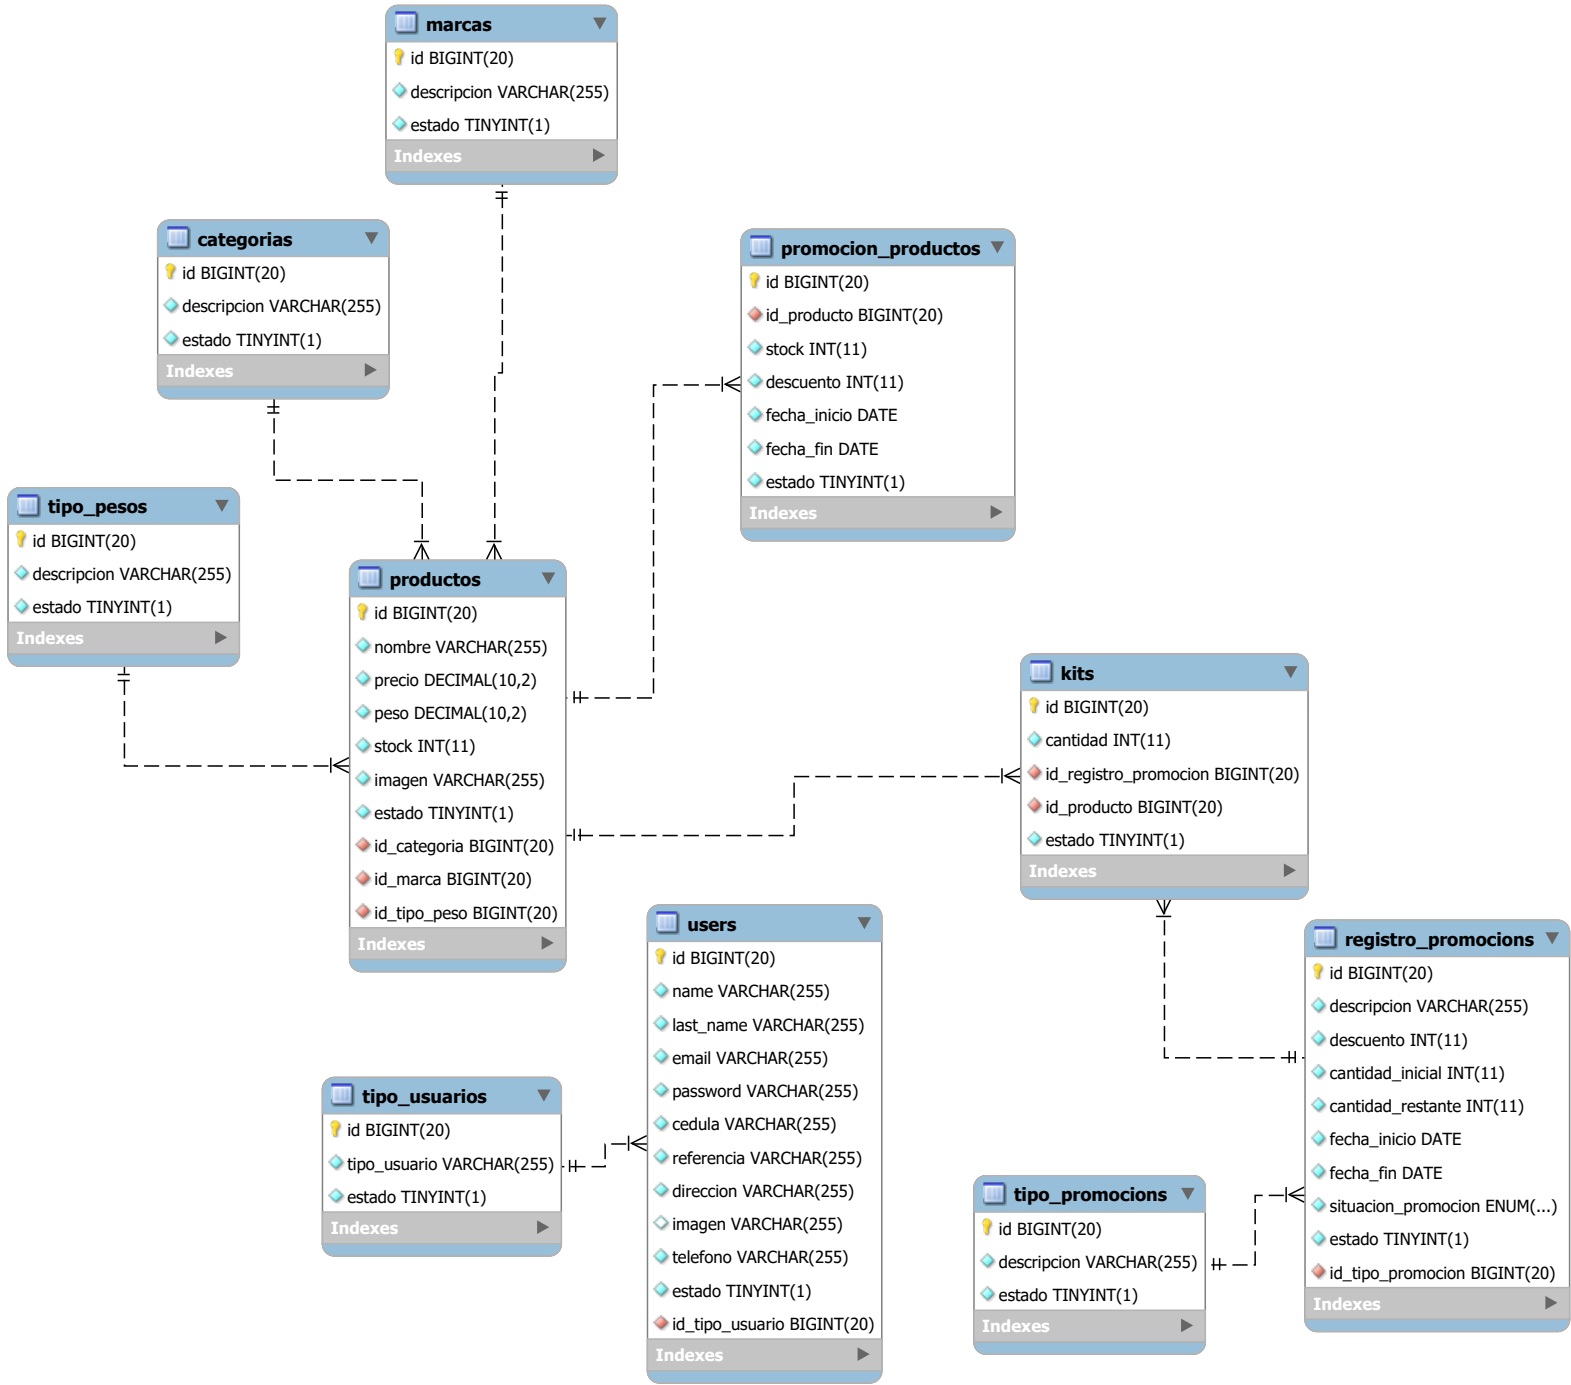 marcas
id BIGINT(20)
descripcion VARCHAR(255)
estado TINYINT(1)
Indexes
categorias
id BIGINT(20)
descripcion VARCHAR(255)
estado TINYINT(1)
Indexes
promocion_productos
id BIGINT(20)
id_producto BIGINT(20)
stock INT(11)
descuento INT(11)
fecha_inicio DATE
fecha_fin DATE
estado TINYINT(1)
Indexes
tipo_pesos
id BIGINT(20)
descripcion VARCHAR(255)
estado TINYINT(1)
Indexes
productos
id BIGINT(20)
nombre VARCHAR(255)
precio DECIMAL(10,2)
peso DECIMAL(10,2)
stock INT(11)
imagen VARCHAR(255)
estado TINYINT(1)
id_categoria BIGINT(20)
id_marca BIGINT(20)
id_tipo_peso BIGINT(20)
Indexes
kits
id BIGINT(20)
cantidad INT(11)
id_registro_promocion BIGINT(20)
id_producto BIGINT(20)
estado TINYINT(1)
Indexes
users
id BIGINT(20)
name VARCHAR(255)
last_name VARCHAR(255)
email VARCHAR(255)
password VARCHAR(255)
cedula VARCHAR(255)
referencia VARCHAR(255)
direccion VARCHAR(255)
imagen VARCHAR(255)
telefono VARCHAR(255)
estado TINYINT(1)
id_tipo_usuario BIGINT(20)
Indexes
registro_promocions
id BIGINT(20)
descripcion VARCHAR(255)
descuento INT(11)
cantidad_inicial INT(11)
cantidad_restante INT(11)
fecha_inicio DATE
fecha_fin DATE
situacion_promocion ENUM(...)
estado TINYINT(1)
id_tipo_promocion BIGINT(20)
Indexes
tipo_usuarios
id BIGINT(20)
tipo_usuario VARCHAR(255)
estado TINYINT(1)
Indexes
tipo_promocions
id BIGINT(20)
descripcion VARCHAR(255)
estado TINYINT(1)
Indexes